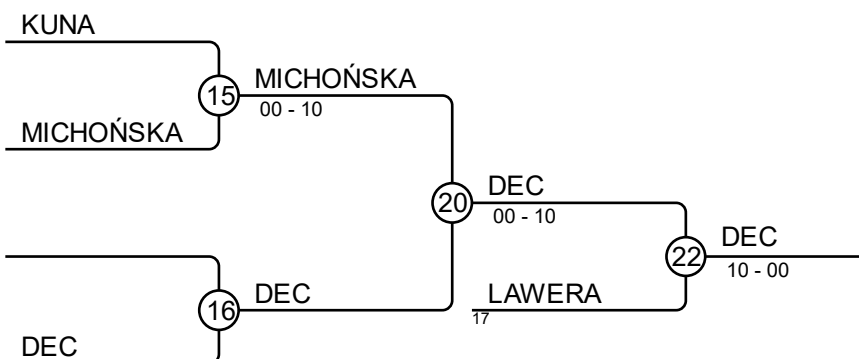 KUNA
15
MICHOŃSKA
00 - 10
MICHOŃSKA
20
DEC
00 - 10
22
DEC
10 - 00
16
DEC
LAWERA
17
DEC